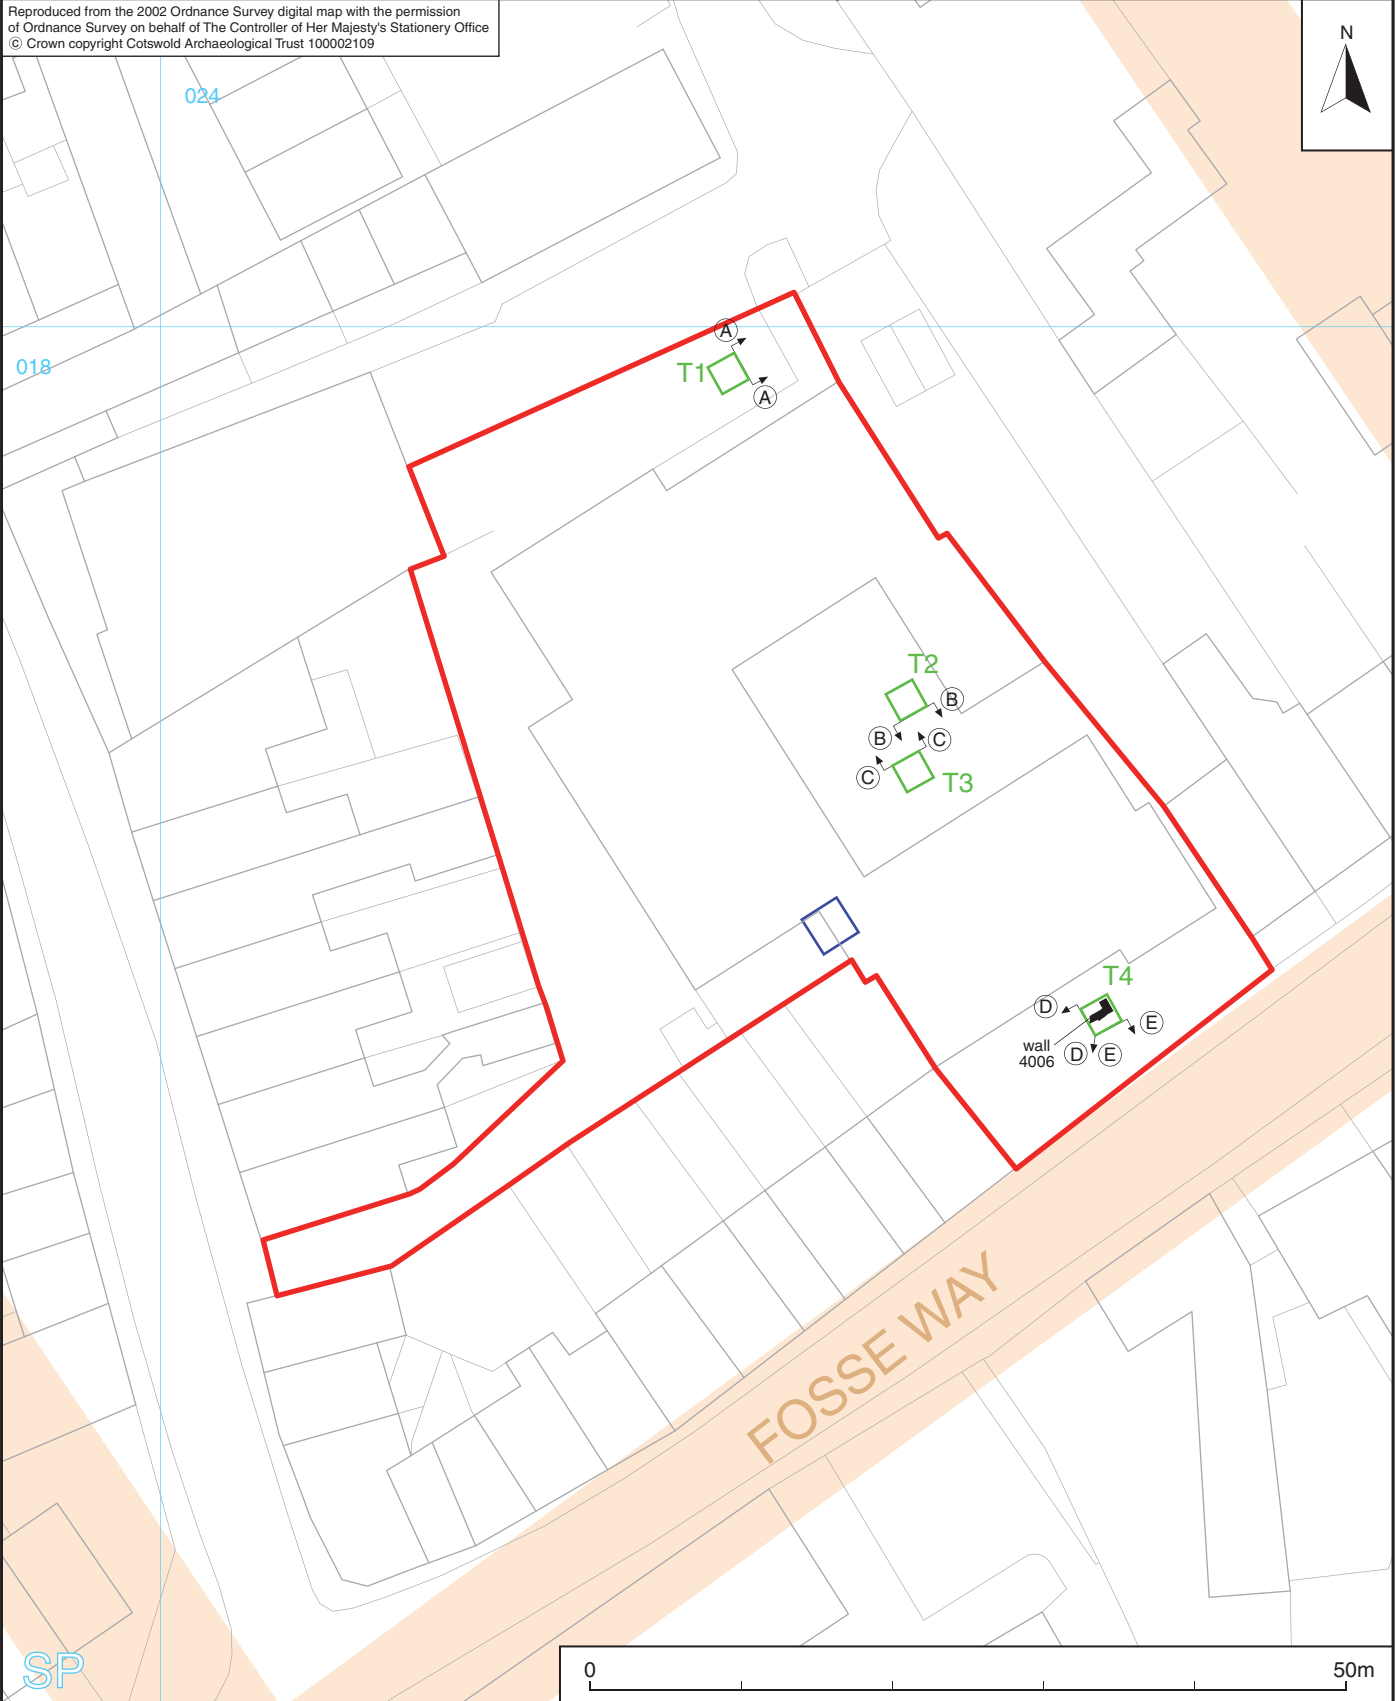 Reproduced from the 2002 Ordnance Survey digital map with the permission
of Ordnance Survey on behalf of The Controller of Her Majesty's Stationery Office
© Crown copyright Cotswold Archaeological Trust 100002109
N
024
018
A
T1
A
T2
B
B
C
C
T3
T4
D
E
wall
4006
D
E
FOSSE WAY
SP
0
50m